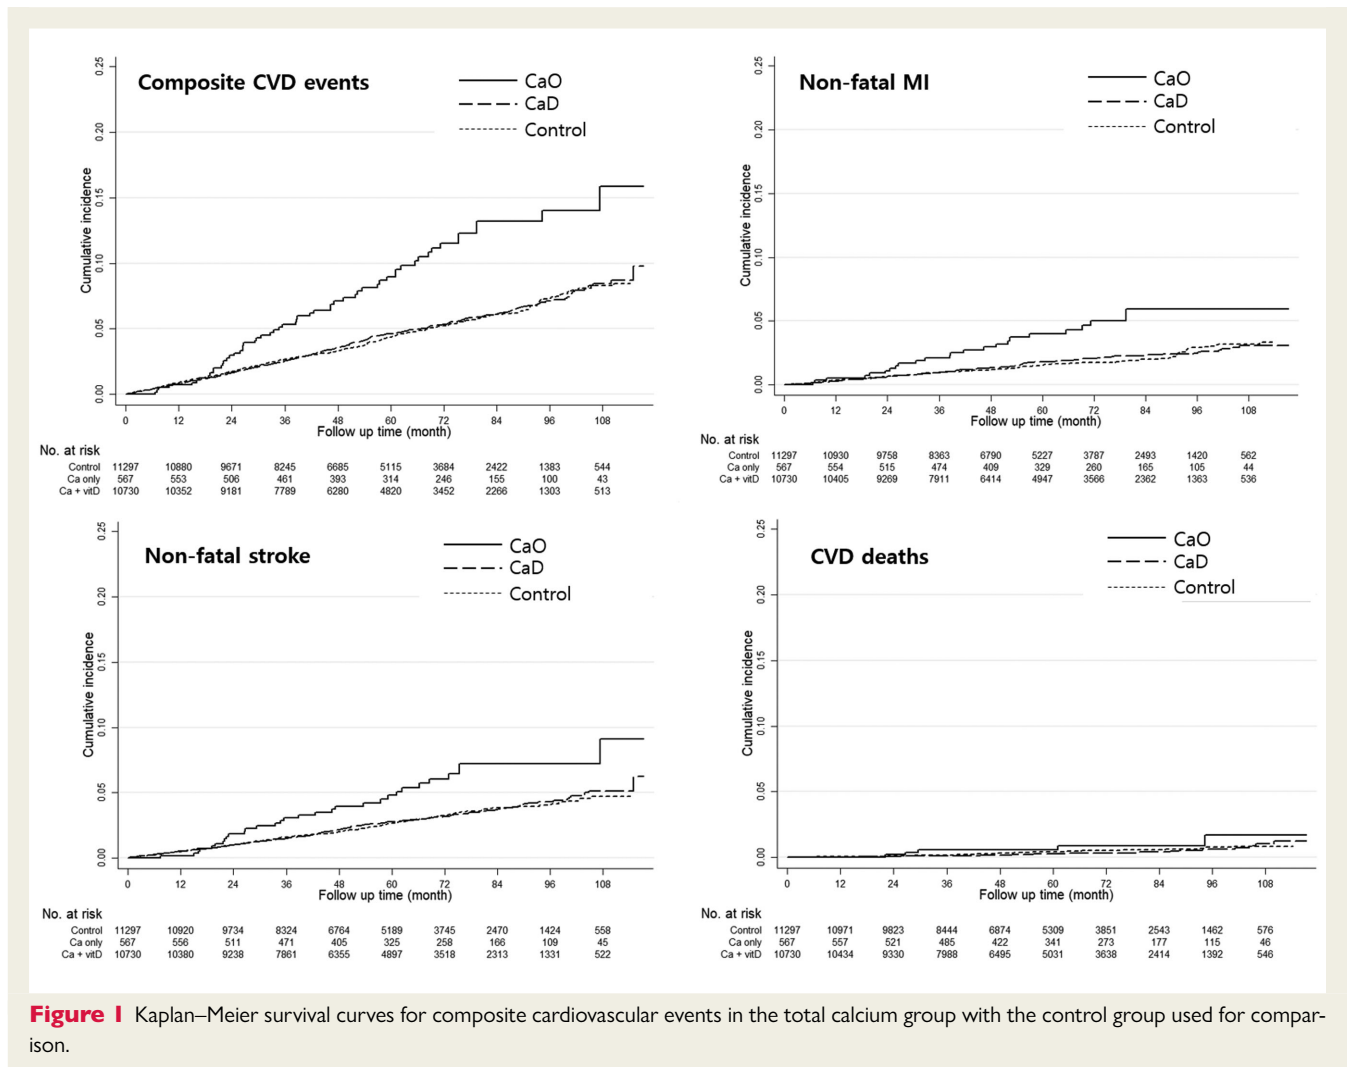 Composite CVD events
CaO
CaD
Control
0.25
0.20
0.15
0.10
0.05
0.00
Cumulative incidence
0 12 24 36 48 60 72 84 96 108
Follow up time (month)
No. at risk
Control 11297 10880 9671 8245 6685 5115 3684 2422 1383 544
Ca only 567 553 506 461 393 314 246 155 100 43
Ca + vitD 10730 10352 9181 7789 6280 4820 3452 2266 1303 513
Non-fatal MI
CaO
CaD
Control
0.25
0.20
0.15
0.10
0.05
0.00
Cumulative incidence
0 12 24 36 48 60 72 84 96 108
Follow up time (month)
No. at risk
Control 11297 10930 9758 8363 6790 5227 3787 2493 1420 562
Ca only 567 554 515 474 409 329 260 165 105 44
Ca + vitD 10730 10405 9269 7911 6414 4947 3566 2362 1363 536
Non-fatal stroke
CaO
CaD
Control
0.25
0.20
0.15
0.10
0.05
0.00
Cumulative incidence
0 12 24 36 48 60 72 84 96 108
Follow up time (month)
No. at risk
Control 11297 10920 9734 8324 6764 5189 3745 2470 1424 558
Ca only 567 556 511 471 405 325 258 166 109 45
Ca + vitD 10730 10380 9238 7861 6355 4897 3518 2313 1331 522
CVD deaths
CaO
CaD
Control
0.25
0.20
0.15
0.10
0.05
0.00
Cumulative incidence
0 12 24 36 48 60 72 84 96 108
Follow up time (month)
No. at risk
Control 11297 10971 9823 8444 6874 5309 3851 2543 1462 576
Ca only 567 557 521 485 422 341 273 177 115 46
Ca + vitD 10730 10434 9330 7988 6495 5031 3638 2414 1392 546
Figure 1 Kaplan–Meier survival curves for composite cardiovascular events in the total calcium group with the control group used for compar-
ison.